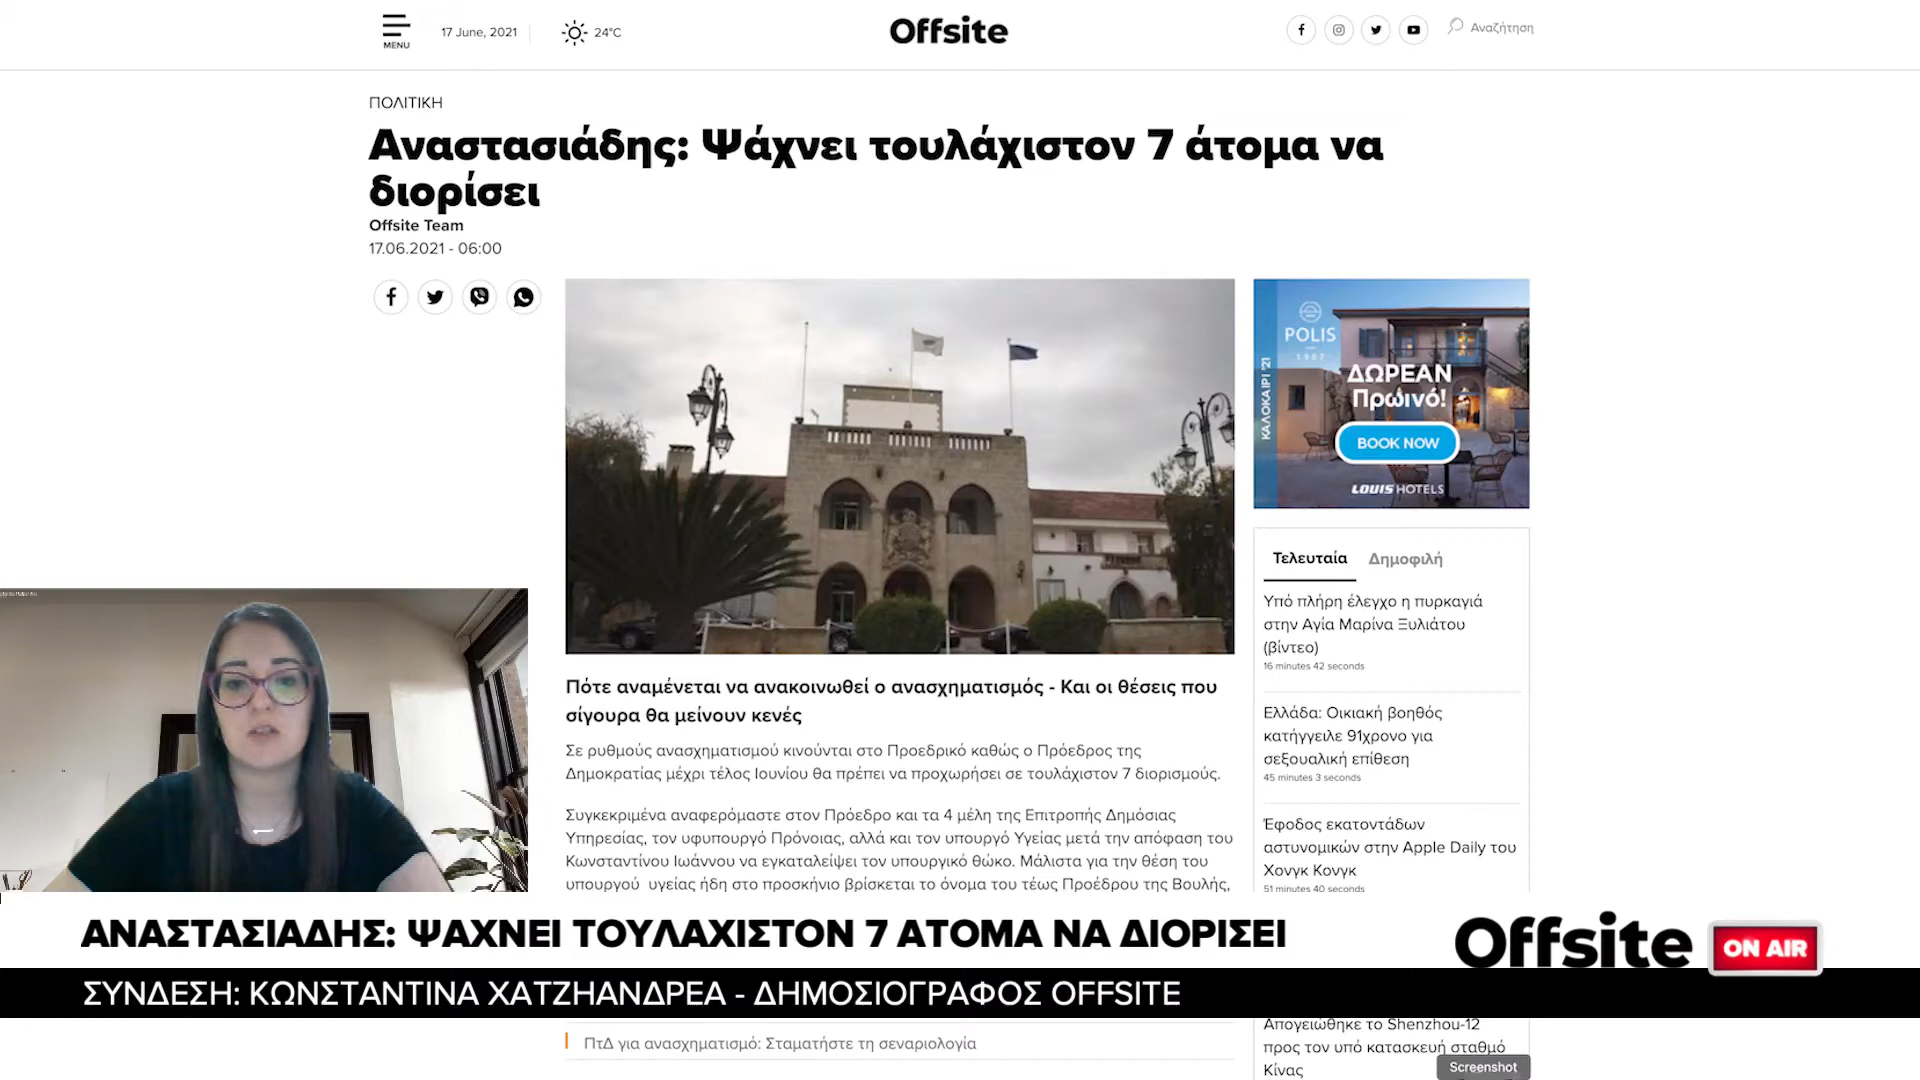 MENU
17 June, 2021
24°C
Offsite
Αναζήτηση
ΠΟΛΙΤΙΚΗ
Αναστασιάδης: Ψάχνει τουλάχιστον 7 άτομα να
διορίσει
Offsite Team
17.06.2021 - 06:00
POLIS
1907
ΚΑΛΟΚΑΙΡΙ '21
ΔΩΡΕΑΝ
Πρώινό!
BOOK NOW
LOUIS HOTELS
Τελευταία Δημοφιλή
Υπό πλήρη έλεγχο η πυρκαγιά
στην Αγία Μαρίνα Ξυλιάτου
(βίντεο)
16 minutes 42 seconds
Ελλάδα: Οικιακή βοηθός
κατήγγειλε 91χρονο για
σεξουαλική επίθεση
45 minutes 3 seconds
Έφοδος εκατοντάδων
αστυνομικών στην Apple Daily του
Χονγκ Κονγκ
51 minutes 40 seconds
Πότε αναμένεται να ανακοινωθεί ο ανασχηματισμός - Και οι θέσεις που
σίγουρα θα μείνουν κενές
Σε ρυθμούς ανασχηματισμού κινούνται στο Προεδρικό καθώς ο Πρόεδρος της
Δημοκρατίας μέχρι τέλος Ιουνίου θα πρέπει να προχωρήσει σε τουλάχιστον 7 διορισμούς.
Συγκεκριμένα αναφερόμαστε στον Πρόεδρο και τα 4 μέλη της Επιτροπής Δημόσιας
Υπηρεσίας, τον υφυπουργό Πρόνοιας, αλλά και τον υπουργό Υγείας μετά την απόφαση του
Κωνσταντίνου Ιωάννου να εγκαταλείψει τον υπουργικό θώκο. Μάλιστα για την θέση του
υπουργού υγείας ήδη στο προσκήνιο βρίσκεται το όνομα του τέως Προέδρου της Βουλής,
ΑΝΑΣΤΑΣΙΑΔΗΣ: ΨΑΧΝΕΙ ΤΟΥΛΑΧΙΣΤΟΝ 7 ΑΤΟΜΑ ΝΑ ΔΙΟΡΙΣΕΙ
Offsite ON AIR
ΣΥΝΔΕΣΗ: ΚΩΝΣΤΑΝΤΙΝΑ ΧΑΤΖΗΑΝΔΡΕΑ - ΔΗΜΟΣΙΟΓΡΑΦΟΣ OFFSITE
ΠτΔ για ανασχηματισμό: Σταματήστε τη σεναριολογία
Απογειώθηκε το Shenzhou-12
προς τον υπό κατασκευή σταθμό
Κίνας
Screenshot